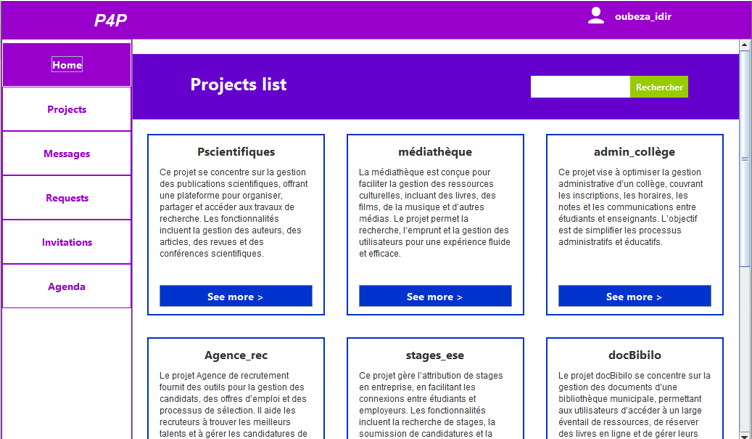 P4P
oubeza_idir
Home
Projects
Messages
Requests
Invitations
Agenda
Projects list
Rechercher
Pscientifiques
Ce projet se concentre sur la gestion
des publications scientifiques, offrant
une plateforme pour organiser,
partager et accéder aux travaux de
recherche. Les fonctionnalités
incluent la gestion des auteurs, des
articles, des revues et des
conférences scientifiques.
See more >
médiathèque
La médiathèque est conçue pour
faciliter la gestion des ressources
culturelles, incluant des livres, des
films, de la musique et d'autres
médias. Le projet permet la
recherche, l'emprunt et la gestion des
utilisateurs pour une expérience fluide
et efficace.
See more >
admin_collège
Ce projet vise à optimiser la gestion
administrative d'un collège, couvrant
les inscriptions, les horaires, les
notes et les communications entre
étudiants et enseignants. L'objectif
est de simplifier les processus
administratifs et éducatifs.
See more >
Agence_rec
Le projet Agence de recrutement
fournit des outils pour la gestion des
candidats, des offres d'emploi et des
processus de sélection. Il aide les
recruteurs à trouver les meilleurs
talents et à gérer les candidatures de
stages_ese
Ce projet gère l'attribution de stages
en entreprise, en facilitant les
connexions entre étudiants et
employeurs. Les fonctionnalités
incluent la recherche de stages, la
soumission de candidatures et la
docBibilo
Le projet docBibilo se concentre sur la
gestion des documents d'une
bibliothèque municipale, permettant
aux utilisateurs d'accéder à un large
éventail de ressources, de réserver
des livres en ligne et de gérer leurs